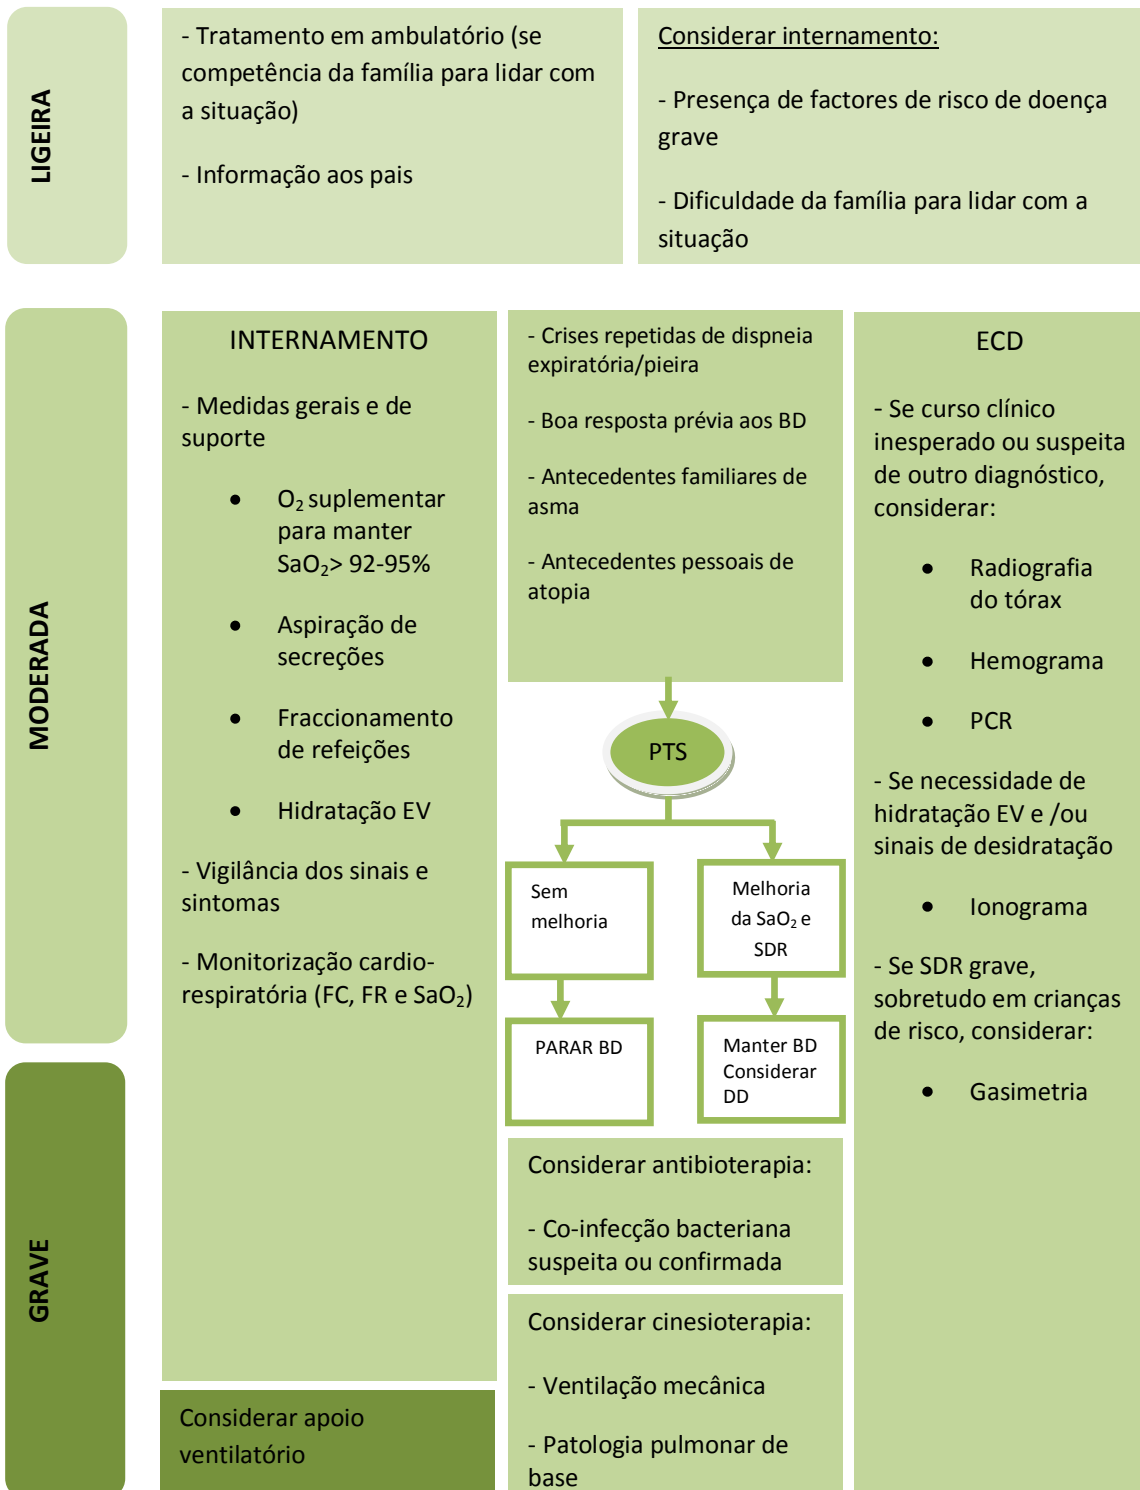 LIGEIRA
- Tratamento em ambulatório (se
competência da família para lidar com
a situação)
- Informação aos pais
Considerar internamento:
- Presença de factores de risco de doença
grave
- Dificuldade da família para lidar com a
situação
MODERADA
INTERNAMENTO
- Medidas gerais e de
suporte
• O₂ suplementar
para manter
SaO₂> 92-95%
• Aspiração de
secreções
• Fraccionamento
de refeições
• Hidratação EV
- Vigilância dos sinais e
sintomas
- Monitorização cardio-
respiratória (FC, FR e SaO₂)
- Crises repetidas de dispneia
expiratória/pieira
- Boa resposta prévia aos BD
- Antecedentes familiares de
asma
- Antecedentes pessoais de
atopia
PTS
Sem
melhoria
Melhoria
da SaO₂ e
SDR
PARAR BD
Manter BD
Considerar
DD
ECD
- Se curso clínico
inesperado ou suspeita
de outro diagnóstico,
considerar:
• Radiografia
do tórax
• Hemograma
• PCR
- Se necessidade de
hidratação EV e /ou
sinais de desidratação
• Ionograma
- Se SDR grave,
sobretudo em crianças
de risco, considerar:
• Gasimetria
GRAVE
Considerar apoio
ventilatório
Considerar antibioterapia:
- Co-infecção bacteriana
suspeita ou confirmada
Considerar cinesioterapia:
- Ventilação mecânica
- Patologia pulmonar de
base